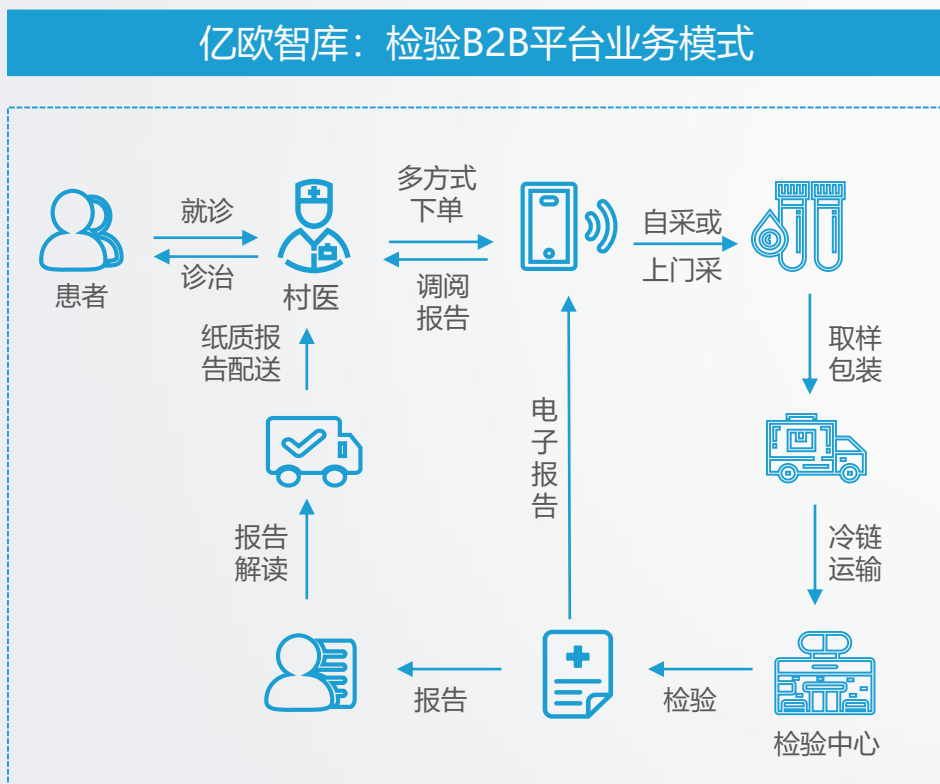 亿欧智库：检验B2B平台业务模式
就诊
诊治
患者
村医
多方式
下单
调阅
报告
自采或
上门采
纸质报
告配送
取样
包装
电
子
报
告
报告
解读
冷链
运输
报告
检验
检验中心